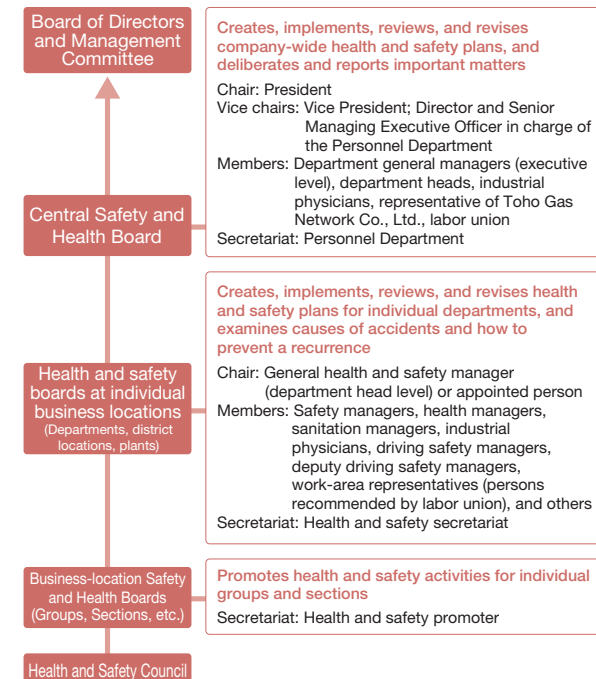 Board of Directors
and Management
Committee
Creates, implements, reviews, and revises
company-wide health and safety plans, and
deliberates and reports important matters
Chair: President
Vice chairs: Vice President; Director and Senior
Managing Executive Officer in charge of
the Personnel Department
Members: Department general managers (executive
level), department heads, industrial
physicians, representative of Toho Gas
Network Co., Ltd., labor union
Secretariat: Personnel Department
Central Safety and
Health Board
Creates, implements, reviews, and revises health
and safety plans for individual departments, and
examines causes of accidents and how to
prevent a recurrence
Chair: General health and safety manager
(department head level) or appointed person
Members: Safety managers, health managers,
sanitation managers, industrial
physicians, driving safety managers,
deputy driving safety managers,
work-area representatives (persons
recommended by labor union), and others
Secretariat: Health and safety secretariat
Health and safety
boards at individual
business locations
(Departments, district
locations, plants)
Business-location Safety
and Health Boards
(Groups, Sections, etc.)
Promotes health and safety activities for individual
groups and sections
Secretariat: Health and safety promoter
Health and Safety Council